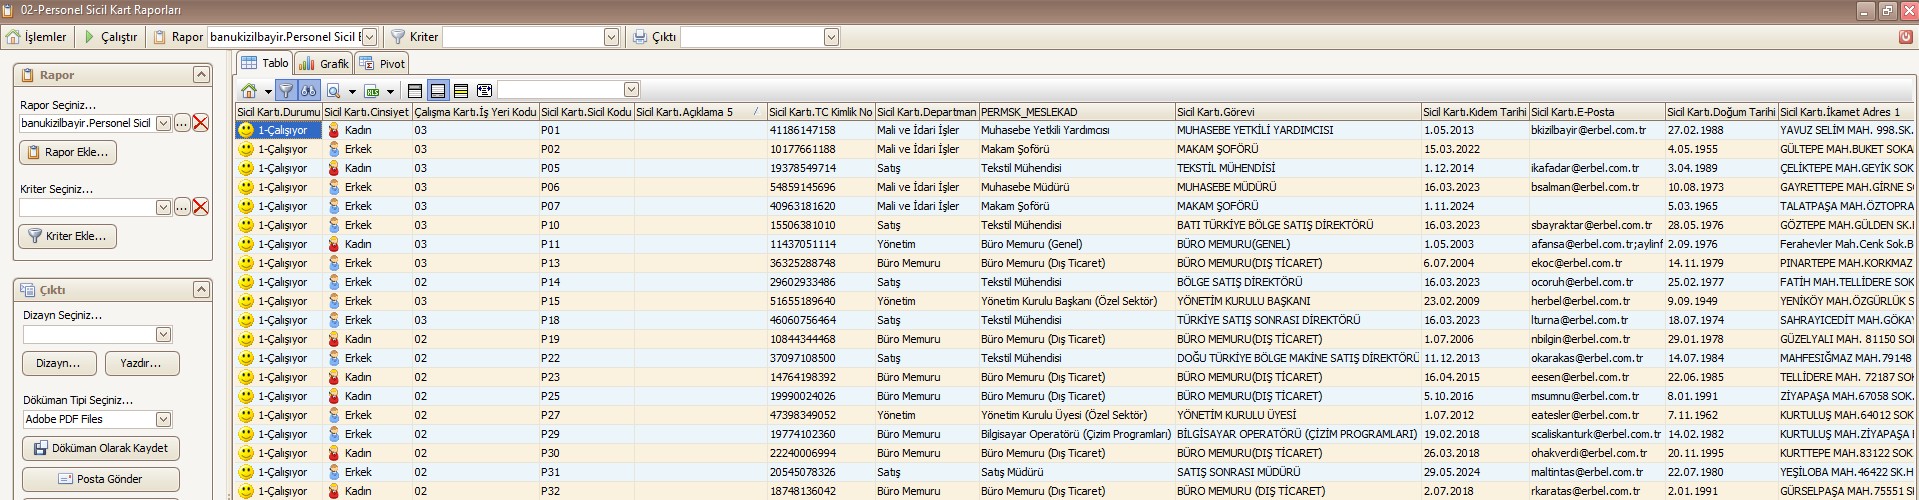 02-Personel Sicil Kart Raporları
İşlemler Çalıştır Rapor banukizilbayir.Personel Sicil Kriter Çıktı
Rapor
Rapor Seçiniz...
banukizilbayir.Personel Sicil
Rapor Ekle...
Kriter Seçiniz...
Kriter Ekle...
Çıktı
Dizayn Seçiniz...
Dizayn... Yazdır...
Döküman Tipi Seçiniz...
Adobe PDF Files
Döküman Olarak Kaydet
Posta Gönder
Tablo Grafik Pivot
XLS
Sicil Kartı.Durumu Sicil Kartı.Cinsiyet Çalışma Kartı.İş Yeri Kodu Sicil Kartı.Sicil Kodu Sicil Kartı.Açıklama 5 Sicil Kartı.TC Kimlik No Sicil Kartı.Departman PERMSK_MESLEKAD Sicil Kartı.Görevi Sicil Kartı.Kıdem Tarihi Sicil Kartı.E-Posta Sicil Kartı.Doğum Tarihi Sicil Kartı.İkamet Adres 1
1-Çalışıyor Kadın 03 P01 41186147158 Mali ve İdari İşler Muhasebe Yetkili Yardımcısı MUHASEBE YETKİLİ YARDIMCISI 1.05.2013 bkizilbayir@erbel.com.tr 27.02.1988 YAVUZ SELİM MAH. 998.SK.
1-Çalışıyor Erkek 03 P02 10177661188 Mali ve İdari İşler Makam Şoförü MAKAM ŞOFÖRÜ 15.03.2022 4.05.1955 GÜLTEPE MAH.BUKET SOKA
1-Çalışıyor Kadın 03 P05 19378549714 Satış Tekstil Mühendisi TEKSTİL MÜHENDİSİ 1.12.2014 ikafadar@erbel.com.tr 3.04.1989 ÇELİKTEPE MAH.GEYİK SOK
1-Çalışıyor Erkek 03 P06 54859145696 Mali ve İdari İşler Muhasebe Müdürü MUHASEBE MÜDÜRÜ 16.03.2023 bsalman@erbel.com.tr 10.08.1973 GAYRETTEPE MAH.GİRNE S
1-Çalışıyor Erkek 03 P07 40963181620 Mali ve İdari İşler Makam Şoförü MAKAM ŞOFÖRÜ 1.11.2024 5.03.1965 TALATPAŞA MAH.ÖZTOPRA
1-Çalışıyor Erkek 03 P10 15506381010 Satış Tekstil Mühendisi BATI TÜRKİYE BÖLGE SATIŞ DİREKTÖRÜ 16.03.2023 sbayraktar@erbel.com.tr 28.05.1976 GÖZTEPE MAH.GÜLDEN SK.
1-Çalışıyor Kadın 03 P11 11437051114 Yönetim Büro Memuru (Genel) BÜRO MEMURU(GENEL) 1.05.2003 afansa@erbel.com.tr;aylinf 2.09.1976 Ferahevler Mah.Cenk Sok.B
1-Çalışıyor Erkek 03 P13 36325288748 Büro Memuru Büro Memuru (Dış Ticaret) BÜRO MEMURU(DIŞ TİCARET) 6.07.2004 ekoc@erbel.com.tr 14.11.1979 PINARTEPE MAH.KORKMAZ
1-Çalışıyor Erkek 02 P14 29602933486 Satış Tekstil Mühendisi BÖLGE SATIŞ DİREKTÖRÜ 16.03.2023 ocoruh@erbel.com.tr 25.02.1977 FATİH MAH.TELLİDERE SOK
1-Çalışıyor Erkek 03 P15 51655189640 Yönetim Yönetim Kurulu Başkanı (Özel Sektör) YÖNETİM KURULU BAŞKANI 23.02.2009 herbel@erbel.com.tr 9.09.1949 YENİKÖY MAH.ÖZGÜRLÜK S
1-Çalışıyor Erkek 03 P18 46060756464 Satış Tekstil Mühendisi TÜRKİYE SATIŞ SONRASI DİREKTÖRÜ 16.03.2023 lturna@erbel.com.tr 18.07.1974 SAHRAYICEDİT MAH.GÖKAY
1-Çalışıyor Kadın 02 P19 10844344468 Büro Memuru Büro Memuru (Dış Ticaret) BÜRO MEMURU(DIŞ TİCARET) 1.07.2006 nbilgin@erbel.com.tr 29.01.1978 GÜZELYALI MAH. 81150 SO
1-Çalışıyor Erkek 02 P22 37097108500 Satış Tekstil Mühendisi DOĞU TÜRKİYE BÖLGE MAKİNE SATIŞ DİREKTÖRÜ 11.12.2013 okarakas@erbel.com.tr 14.07.1984 MAHFESIĞMAZ MAH.79148
1-Çalışıyor Kadın 02 P23 14764198392 Büro Memuru Büro Memuru (Dış Ticaret) BÜRO MEMURU(DIŞ TİCARET) 16.04.2015 eesen@erbel.com.tr 22.06.1985 TELLİDERE MAH. 72187 SOK
1-Çalışıyor Kadın 02 P25 19990024026 Büro Memuru Büro Memuru (Dış Ticaret) BÜRO MEMURU(DIŞ TİCARET) 5.10.2016 msumnu@erbel.com.tr 8.01.1991 ZİYAPAŞA MAH.67058 SOK.
1-Çalışıyor Erkek 02 P27 47398349052 Yönetim Yönetim Kurulu Üyesi (Özel Sektör) YÖNETİM KURULU ÜYESİ 1.07.2012 eatesler@erbel.com.tr 7.11.1962 KURTULUŞ MAH.64012 SOK
1-Çalışıyor Erkek 02 P29 19774102360 Büro Memuru Bilgisayar Operatörü (Çizim Programları) BİLGİSAYAR OPERATÖRÜ (ÇİZİM PROGRAMLARI) 19.02.2018 scaliskanturk@erbel.com.tr 14.02.1982 KURTULUŞ MAH.ZİYAPAŞA
1-Çalışıyor Kadın 02 P30 22240006994 Büro Memuru Büro Memuru (Dış Ticaret) BÜRO MEMURU(DIŞ TİCARET) 26.03.2018 ohakverdi@erbel.com.tr 20.11.1995 KURTTEPE MAH.83122 SOK.
1-Çalışıyor Erkek 02 P31 20545078326 Satış Satış Müdürü SATIŞ SONRASI MÜDÜRÜ 29.05.2024 maltintas@erbel.com.tr 22.07.1980 YEŞİLOBA MAH.46422 SK.H
1-Çalışıyor Kadın 02 P32 18748136042 Büro Memuru Büro Memuru (Dış Ticaret) BÜRO MEMURU (DIŞ TİCARET) 2.07.2018 rkaratas@erbel.com.tr 2.01.1991 GÜRSELPAŞA MAH.75551 S